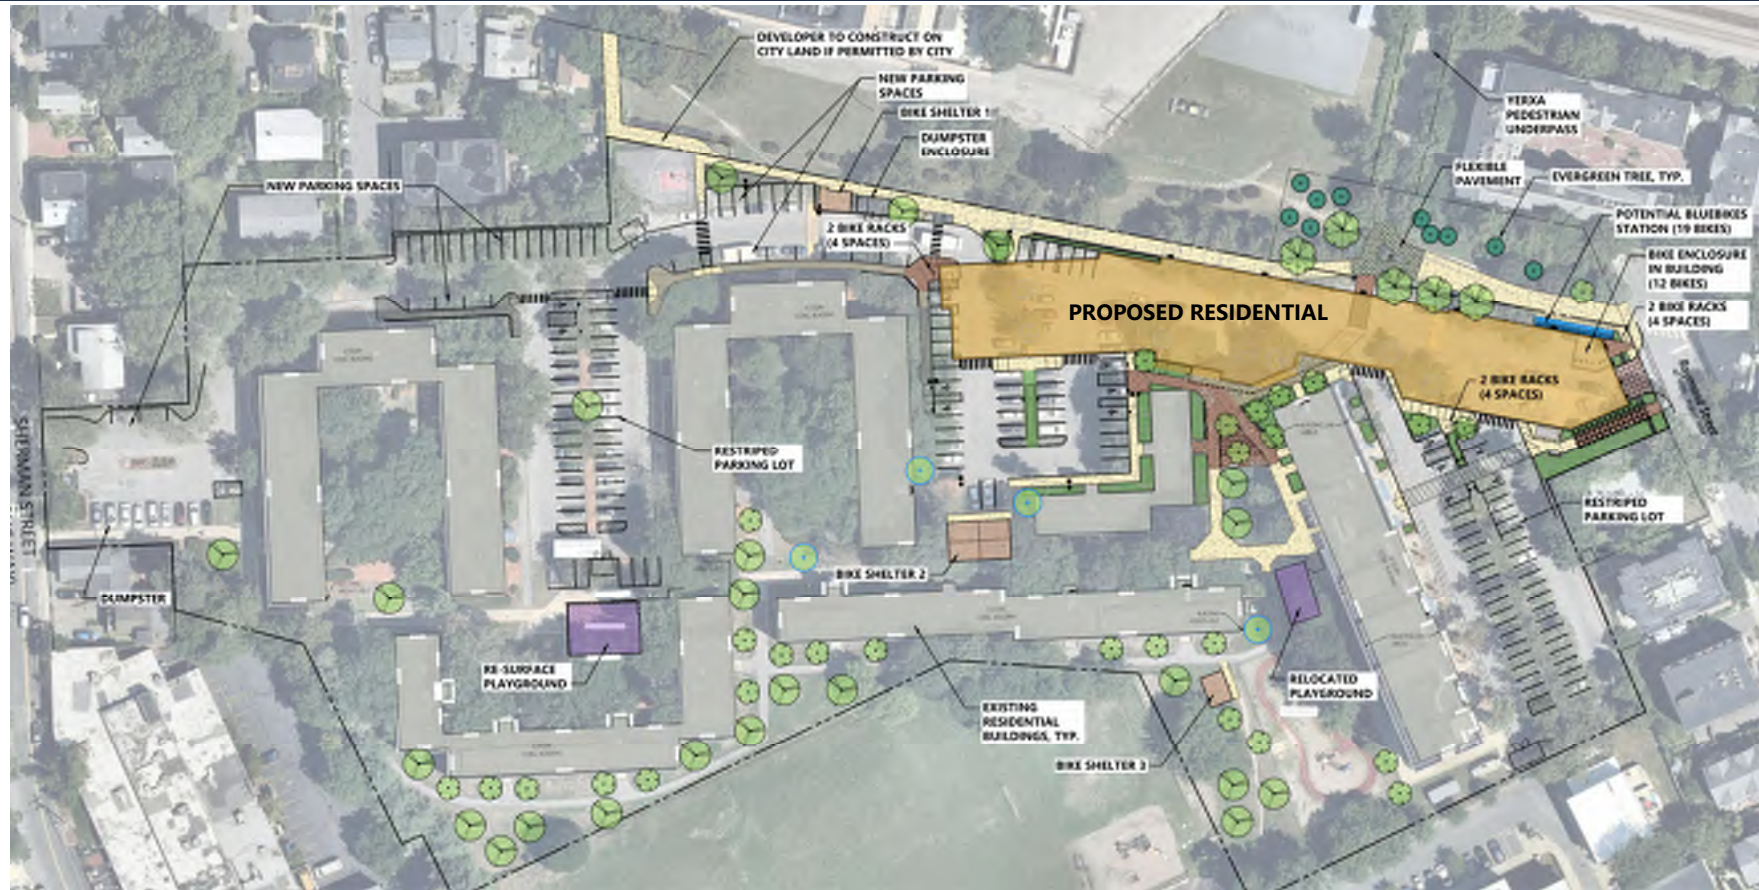 DEVELOPER TO CONSTRUCT ON
CITY LAND IF PERMITTED BY CITY
NEW PARKING
SPACES
BIKE SHELTER 1
DUMPSTER
ENCLOSURE
YERXA
PEDESTRIAN
UNDERPASS
FLEXIBLE
PAVEMENT
EVERGREEN TREE, TYP.
NEW PARKING SPACES
POTENTIAL BLUEBIKES
STATION (19 BIKES)
2 BIKE RACKS
(4 SPACES)
BIKE ENCLOSURE
IN BUILDING
(12 BIKES)
2 BIKE RACKS
(4 SPACES)
PROPOSED RESIDENTIAL
2 BIKE RACKS
(4 SPACES)
SHERMAN STREET
RESTRIPED
PARKING LOT
RESTRIPED
PARKING LOT
BIKE SHELTER 2
DUMPSTER
RE-SURFACE
PLAYGROUND
RELOCATED
PLAYGROUND
EXISTING
RESIDENTIAL
BUILDINGS, TYP.
BIKE SHELTER 3